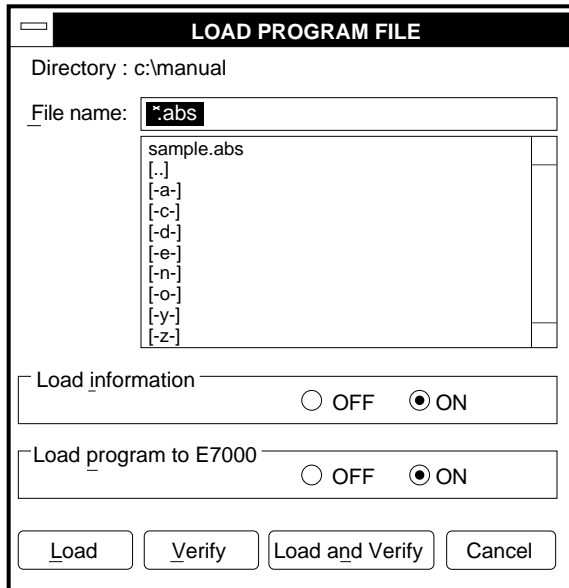 LOAD PROGRAM FILE
Directory : c:\manual
File name: *.abs
sample.abs
[..]
[-a-]
[-c-]
[-d-]
[-e-]
[-n-]
[-o-]
[-y-]
[-z-]
Load information
OFF ON
Load program to E7000
OFF ON
Load Verify Load and Verify Cancel